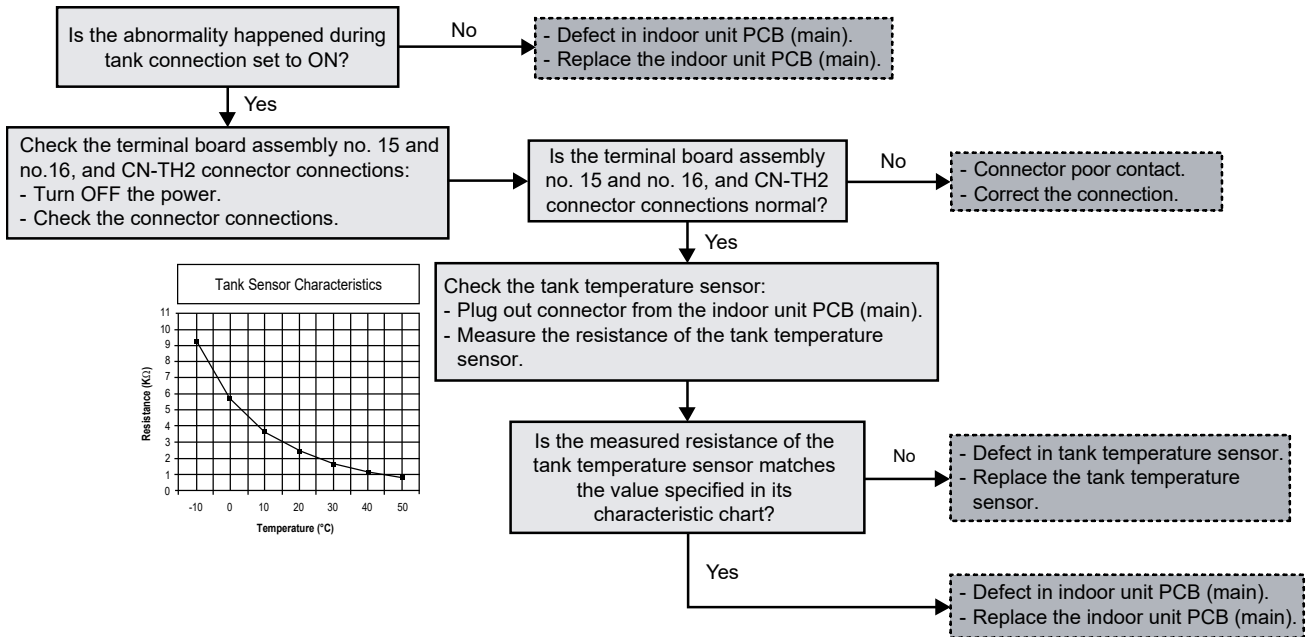 Is the abnormality happened during
tank connection set to ON?
No
- Defect in indoor unit PCB (main).
- Replace the indoor unit PCB (main).
Yes
Check the terminal board assembly no. 15 and
no.16, and CN-TH2 connector connections:
- Turn OFF the power.
- Check the connector connections.
Is the terminal board assembly
no. 15 and no. 16, and CN-TH2
connector connections normal?
No
- Connector poor contact.
- Correct the connection.
Yes
Check the tank temperature sensor:
- Plug out connector from the indoor unit PCB (main).
- Measure the resistance of the tank temperature
sensor.
Tank Sensor Characteristics
11
10
9
8
7
6
5
4
3
2
1
0
Resistance (KΩ)
-10 0 10 20 30 40 50
Temperature (°C)
Is the measured resistance of the
tank temperature sensor matches
the value specified in its
characteristic chart?
No
- Defect in tank temperature sensor.
- Replace the tank temperature
sensor.
Yes
- Defect in indoor unit PCB (main).
- Replace the indoor unit PCB (main).